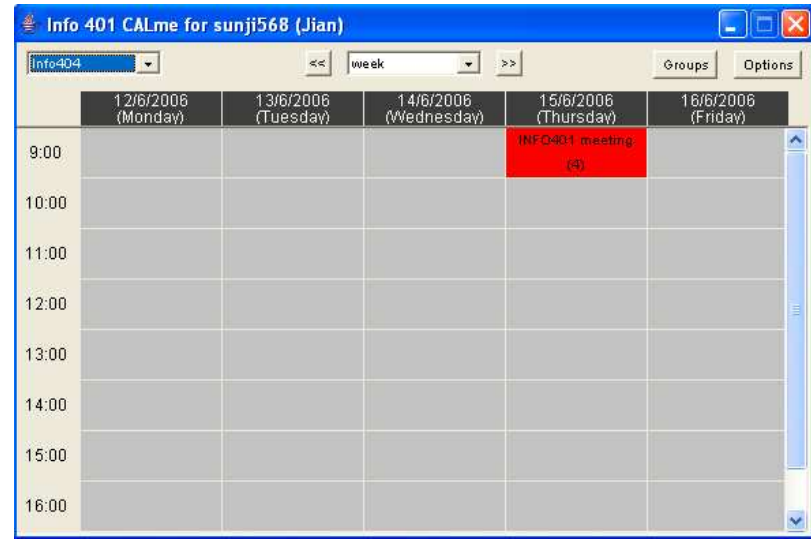 Info 401 CALme for sunji568 (Jian)
Info404 << week >> Groups Options
12/6/2006 13/6/2006 14/6/2006 15/6/2006 16/6/2006
(Monday) (Tuesday) (Wednesday) (Thursday) (Friday)
9:00 INFO401 meeting
(4)
10:00
11:00
12:00
13:00
14:00
15:00
16:00